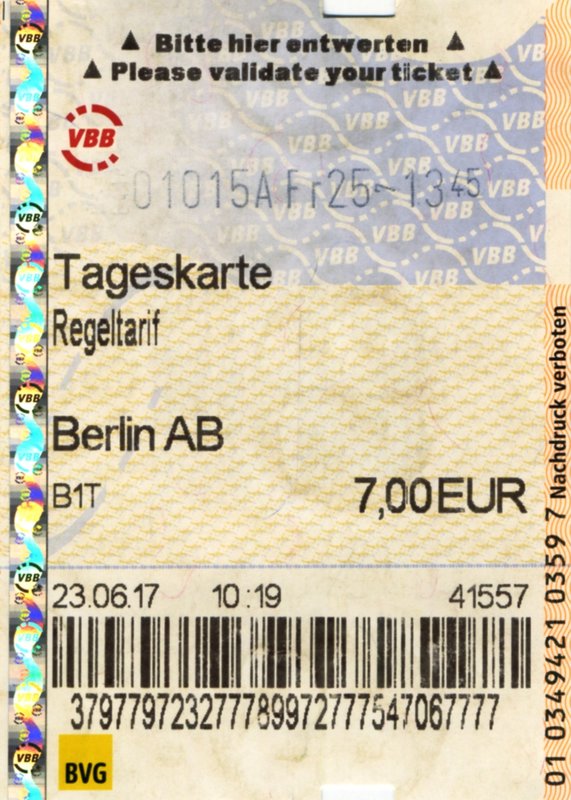 ▲ Bitte hier entwerten ▲
▲ Please validate your ticket ▲
VBB
01015A Fr25~1345
Tageskarte
Regeltarif
Berlin AB
B1T 7,00EUR
23.06.17 10:19 41557
379779723277789972777547067777
BVG
01 0349421 0359 7 Nachdruck verboten